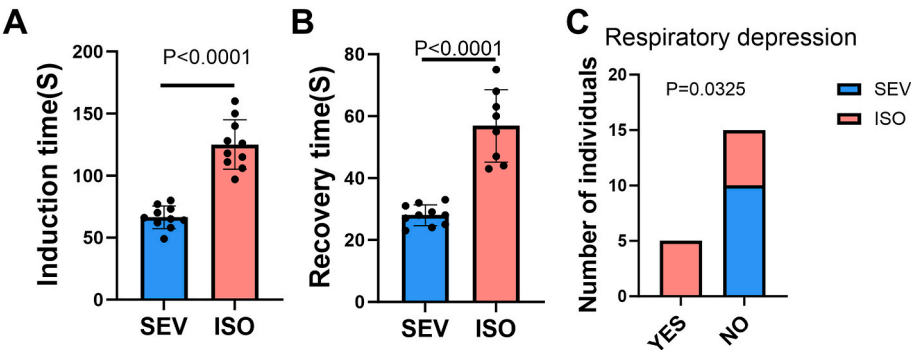 A
P<0.0001
Induction time(S)
200
150
100
50
0
SEV
ISO
B
P<0.0001
Recovery time(S)
80
60
40
20
0
SEV
ISO
C
Respiratory depression
P=0.0325
Number of individuals
20
15
10
5
0
YES
NO
SEV
ISO